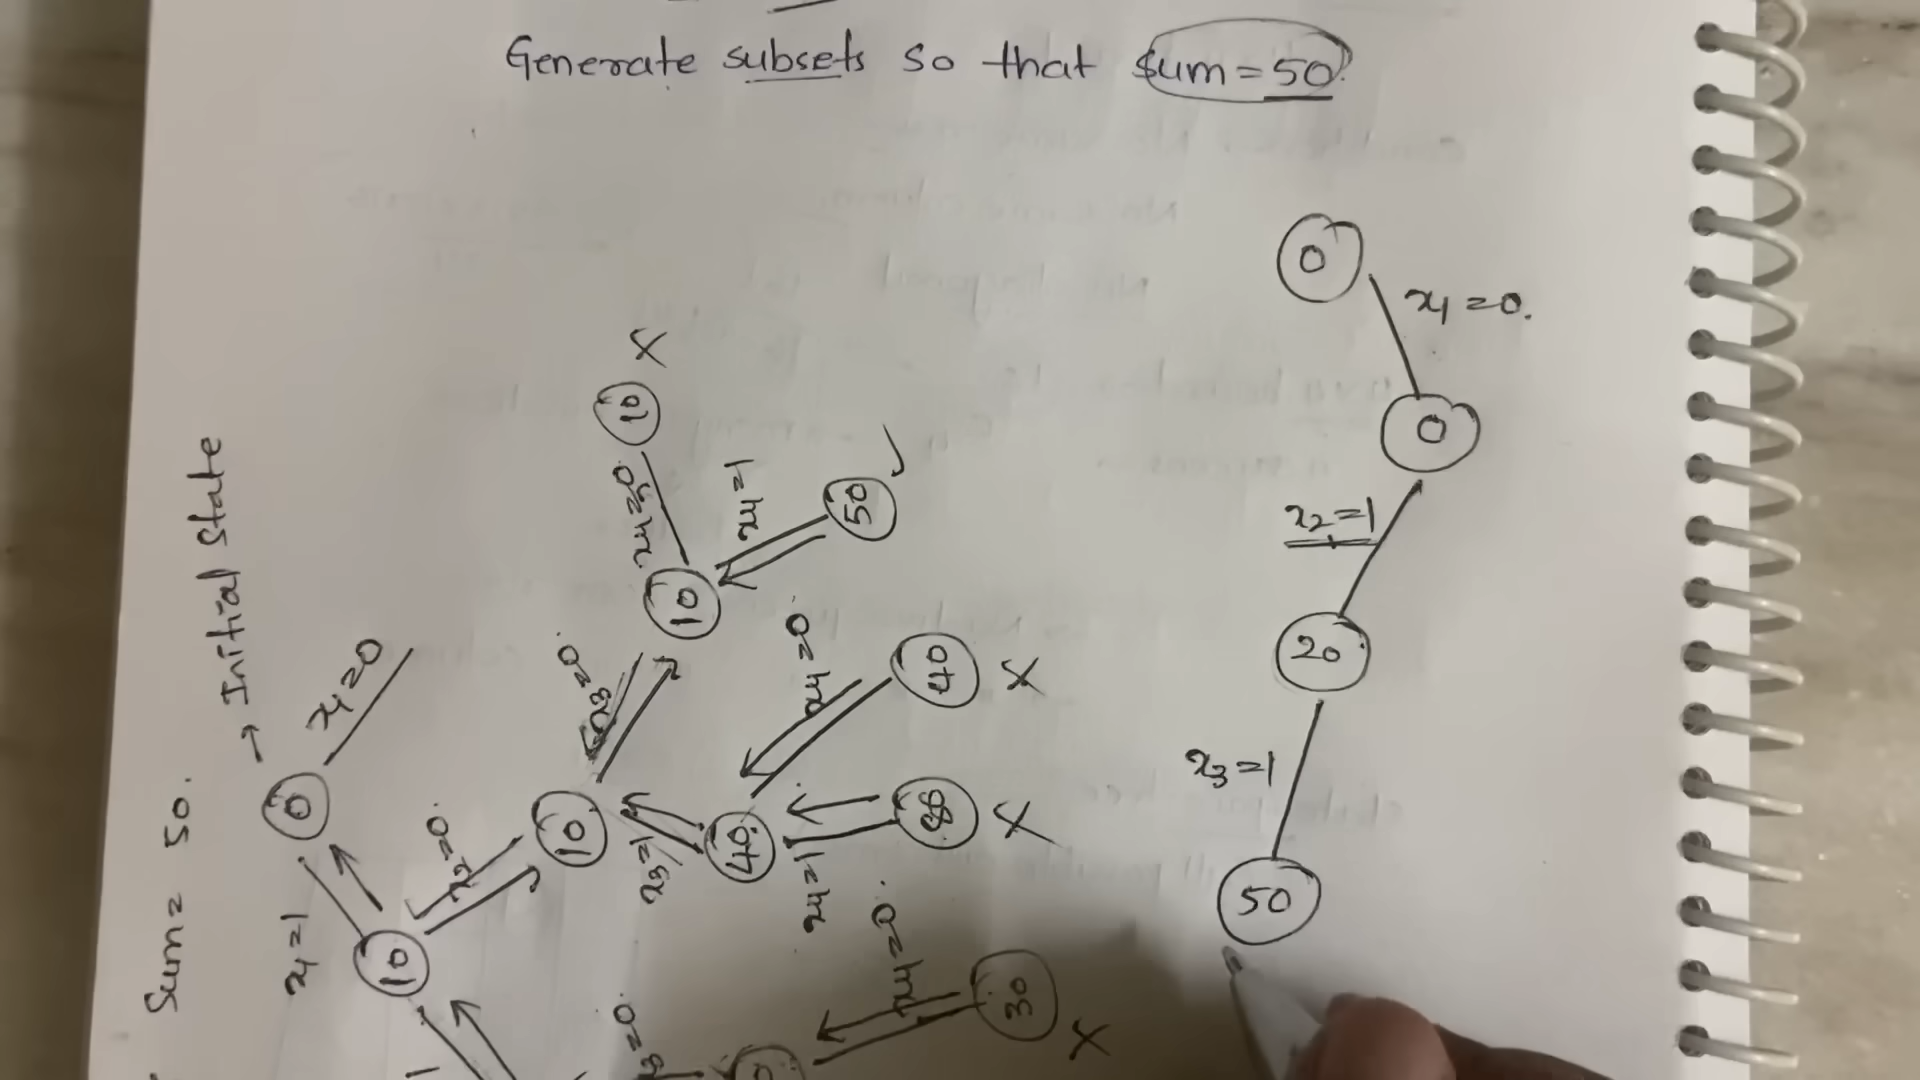 Generate subsets so that sum=50.
0
x1=0.
0
x2=1
20
x3=1
50
Sum= 50.
→ Initial state
0
x1=0
x1=1
10
x2=0.
10
x3=0.
10
x4=0.
10
X
x4=1
50
x3=1
40
x4=0.
40
X
x4=1
80
X
x3=0.
x4=0.
30
X